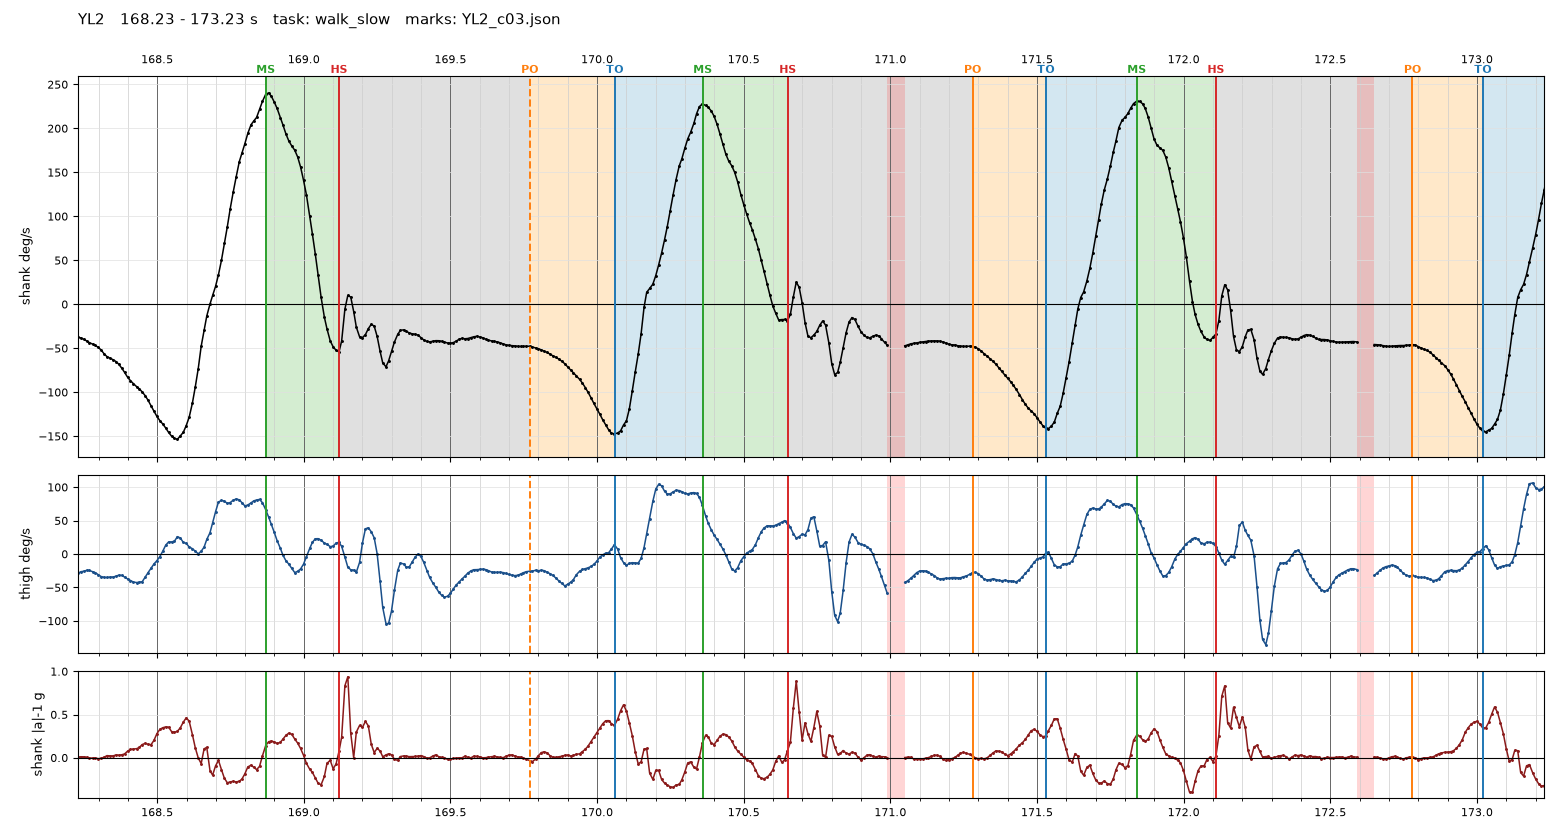 YL2   168.23 - 173.23 s   task: walk_slow   marks: YL2_c03.json
168.5 169.0 169.5 170.0 170.5 171.0 171.5 172.0 172.5 173.0
MS HS PO TO MS HS PO TO MS HS PO TO
shank deg/s
250
200
150
100
50
0
−50
−100
−150
thigh deg/s
100
50
0
−50
−100
shank |a|-1 g
1.0
0.5
0.0
168.5 169.0 169.5 170.0 170.5 171.0 171.5 172.0 172.5 173.0